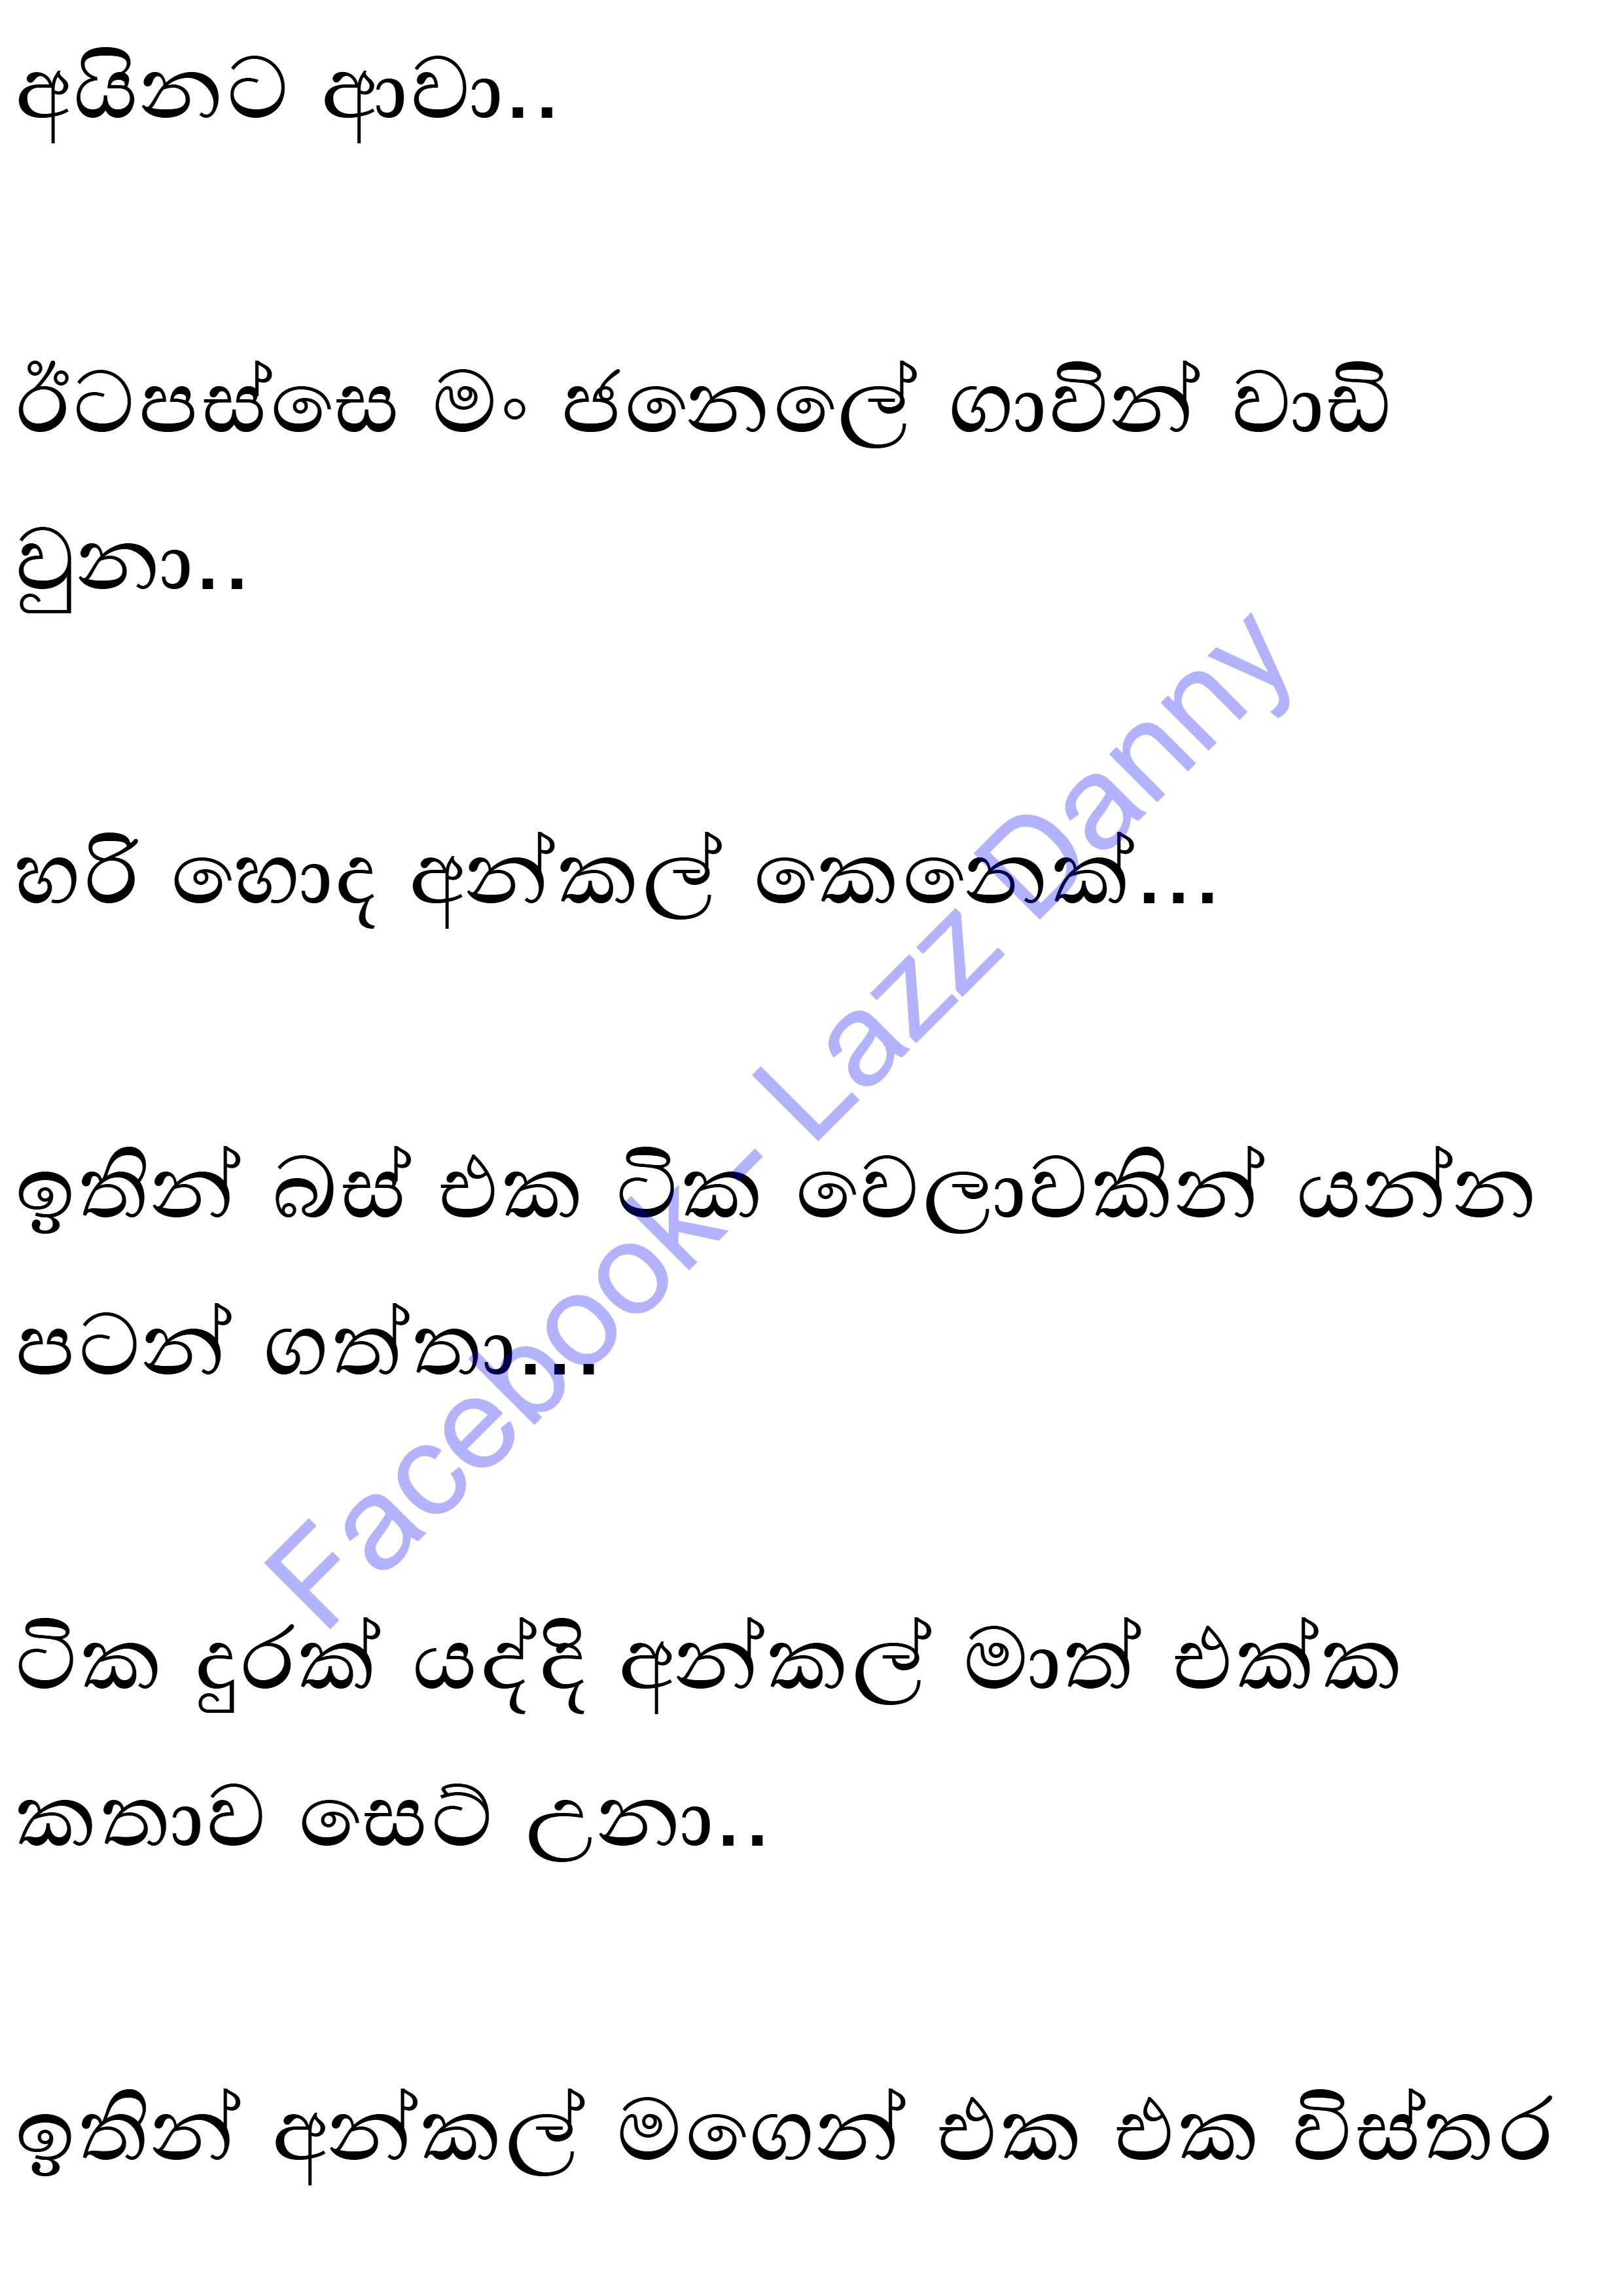 අයිනට ආවා..
ඊටපස්සෙ මං ජනෙලේ ගාවින් වාඩි
වුනා..
හරි හොද අන්කල් කෙනෙක්...
ඉතින් බස් එක ටික වෙලාවකින් යන්න
පටන් ගත්තා...
ටික දුරක් යද්දි අන්කල් මාත් එක්ක
කතාව සෙට් උනා..
ඉතින් අන්කල් මගෙන් එක එක විස්තර
Facebook- Lazz Danny